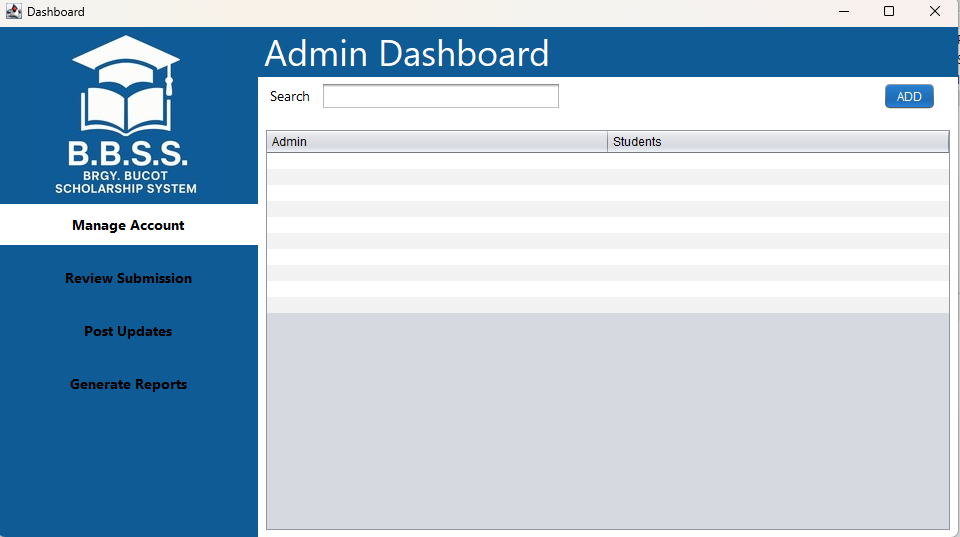 Dashboard
Admin Dashboard
B.B.S.S.
BRGY. BUCOT
SCHOLARSHIP SYSTEM
Search
ADD
Admin Students
Manage Account
Review Submission
Post Updates
Generate Reports